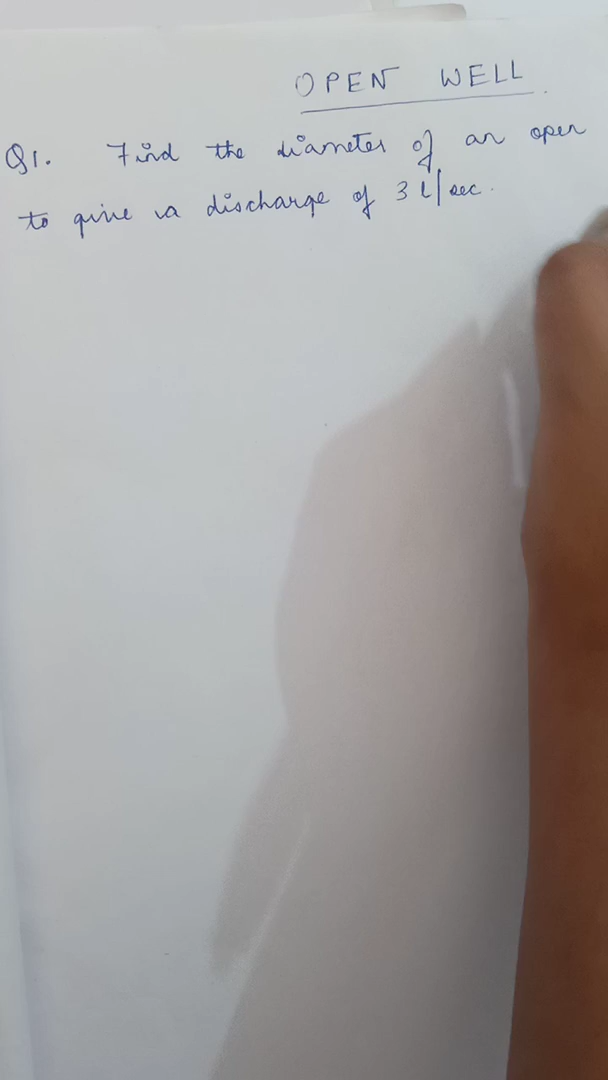 OPEN WELL
Q1. Find the diameter of an open
to give a discharge of 3 l/sec.